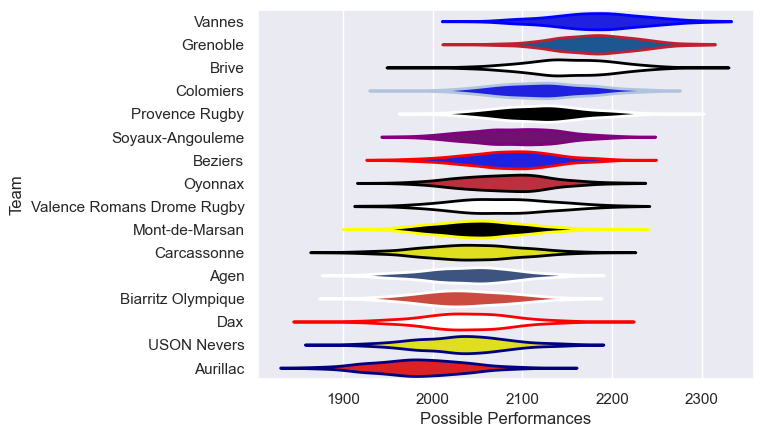 Vannes
Grenoble
Brive
Colomiers
Provence Rugby
Soyaux-Angouleme
Beziers
Oyonnax
Valence Romans Drome Rugby
Mont-de-Marsan
Carcassonne
Agen
Biarritz Olympique
Dax
USON Nevers
Aurillac
Team
1900 2000 2100 2200 2300
Possible Performances